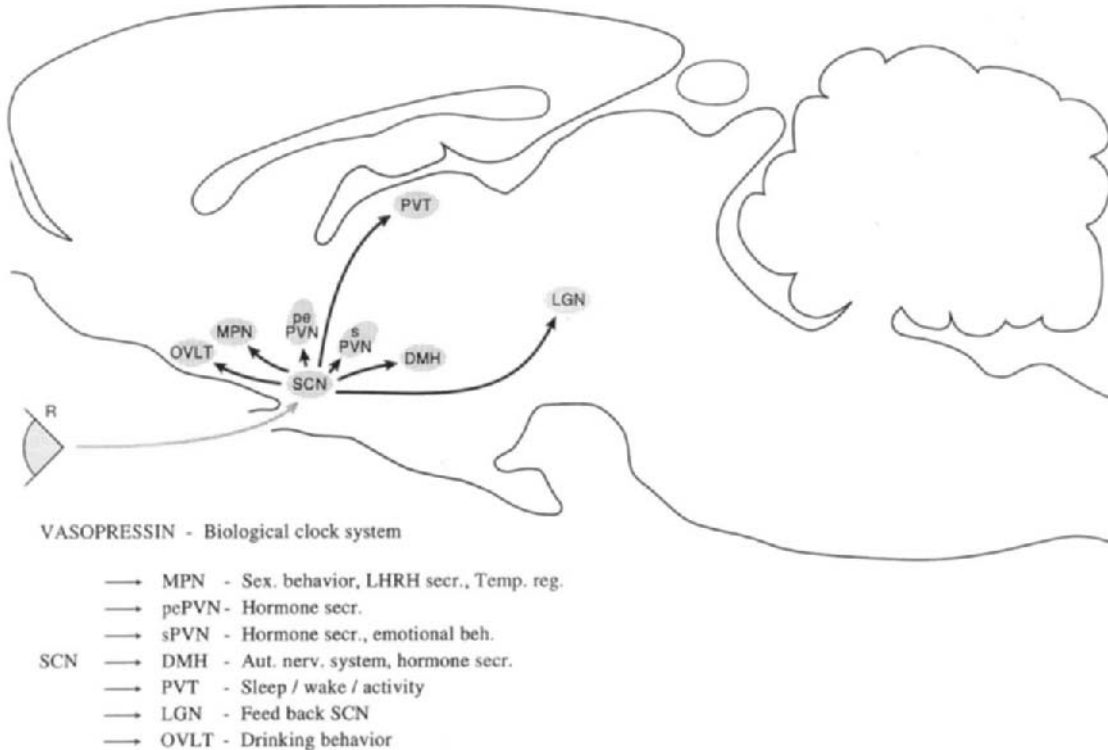 PVT
LGN
pe
PVN
s
PVN
MPN
OVLT
DMH
SCN
R
VASOPRESSIN - Biological clock system
⟶ MPN - Sex. behavior, LHRH secr., Temp. reg.
⟶ pePVN - Hormone secr.
⟶ sPVN - Hormone secr., emotional beh.
SCN ⟶ DMH - Aut. nerv. system, hormone secr.
⟶ PVT - Sleep / wake / activity
⟶ LGN - Feed back SCN
⟶ OVLT - Drinking behavior